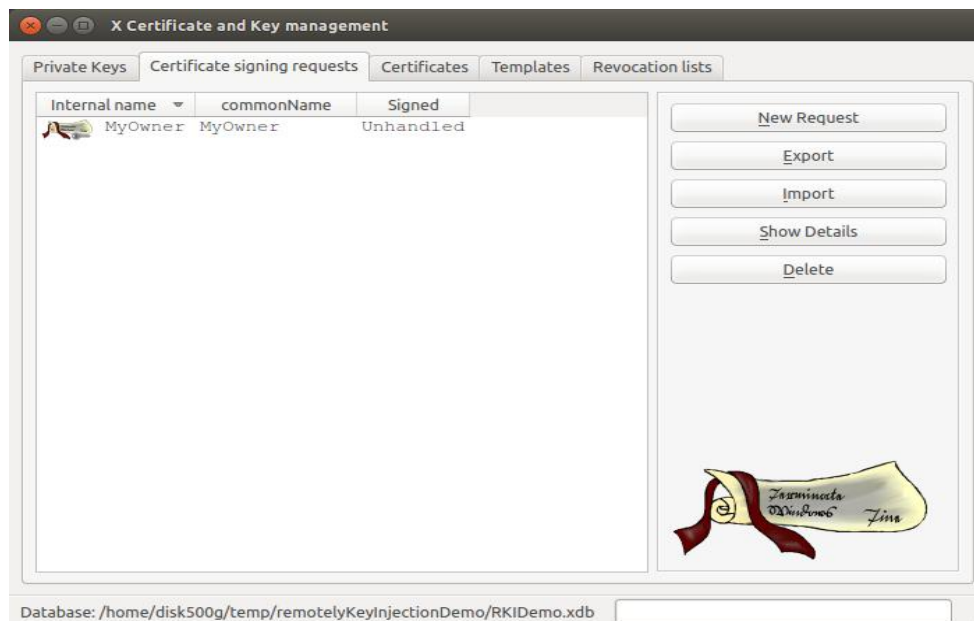 X Certificate and Key management
Private Keys Certificate signing requests Certificates Templates Revocation lists
Internal name commonName Signed
MyOwner MyOwner Unhandled
New Request
Export
Import
Show Details
Delete
Database: /home/disk500g/temp/remotelyKeyInjectionDemo/RKIDemo.xdb